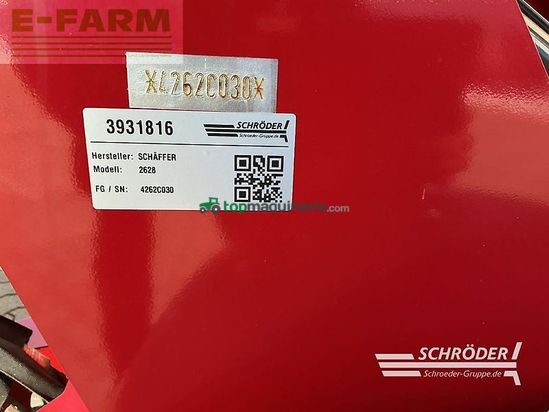 E-FARM
*4262C030*
3931816
SCHRÖDER
Schroeder-Gruppe.de
Hersteller: SCHÄFFER
Modell: 2628
FG / SN: 4262C030
topmaquinaria.com
SCHRÖDER
Schroeder-Gruppe.de